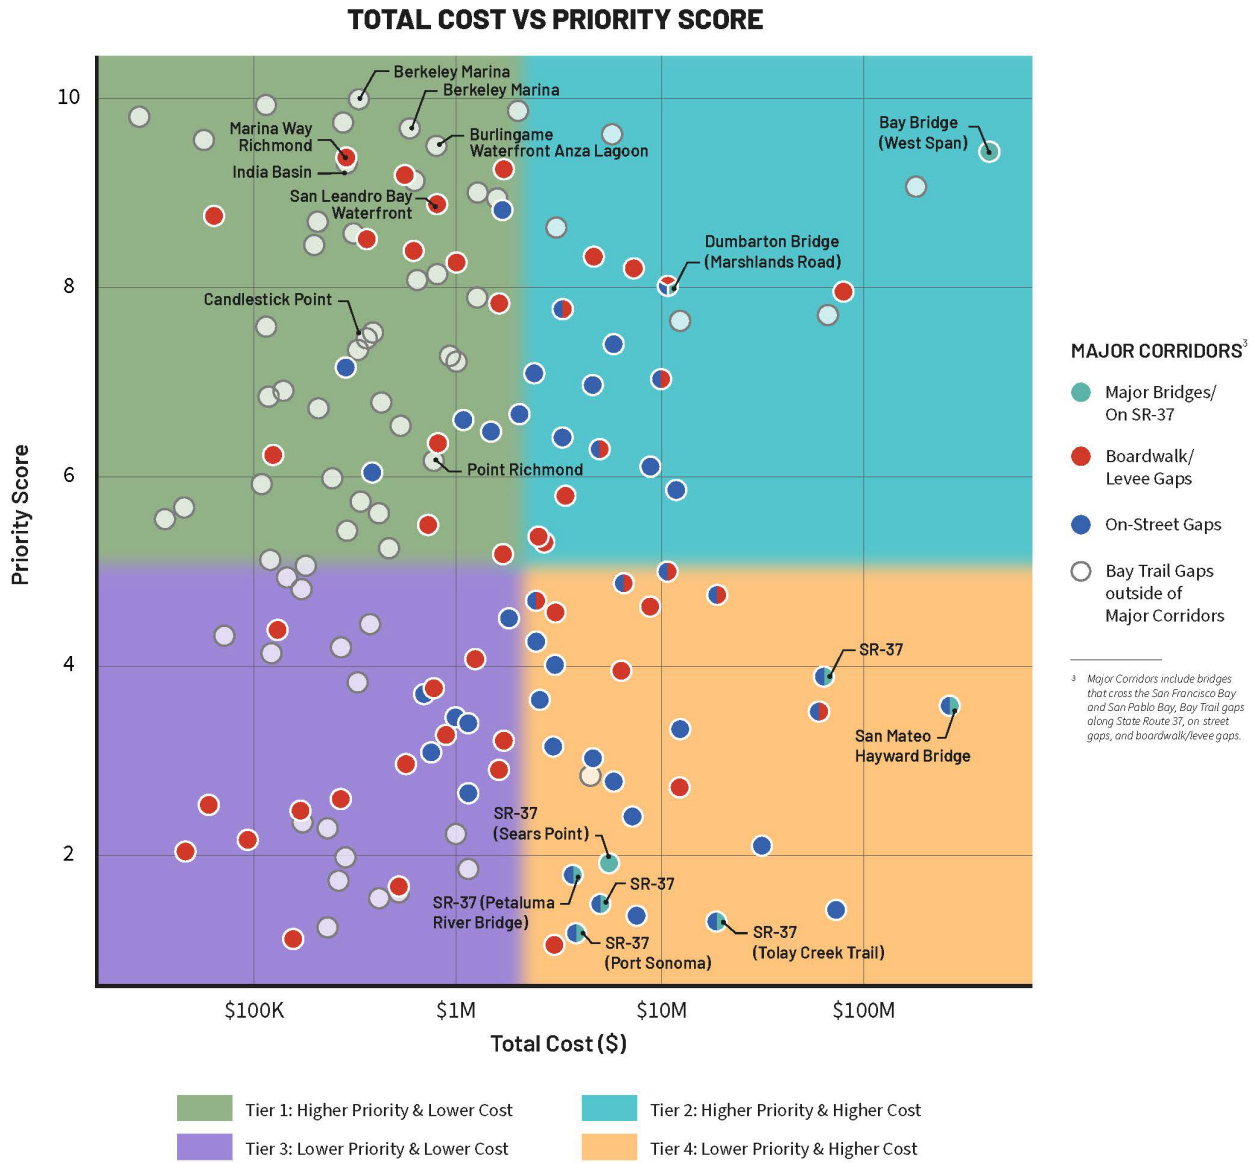 TOTAL COST VS PRIORITY SCORE
Berkeley Marina
Berkeley Marina
Marina Way
Richmond
Burlingame
Waterfront Anza Lagoon
India Basin
San Leandro Bay
Waterfront
Bay Bridge
(West Span)
Dumbarton Bridge
(Marshlands Road)
Candlestick Point
Point Richmond
SR-37
San Mateo
Hayward Bridge
SR-37
(Sears Point)
SR-37
SR-37 (Petaluma
River Bridge)
SR-37
(Port Sonoma)
SR-37
(Tolay Creek Trail)
10
8
6
4
2
Priority Score
$100K
$1M
$10M
$100M
Total Cost ($)
MAJOR CORRIDORS³
Major Bridges/
On SR-37
Boardwalk/
Levee Gaps
On-Street Gaps
Bay Trail Gaps
outside of
Major Corridors
³ Major Corridors include bridges
that cross the San Francisco Bay
and San Pablo Bay, Bay Trail gaps
along State Route 37, on street
gaps, and boardwalk/levee gaps.
Tier 1: Higher Priority & Lower Cost
Tier 2: Higher Priority & Higher Cost
Tier 3: Lower Priority & Lower Cost
Tier 4: Lower Priority & Higher Cost